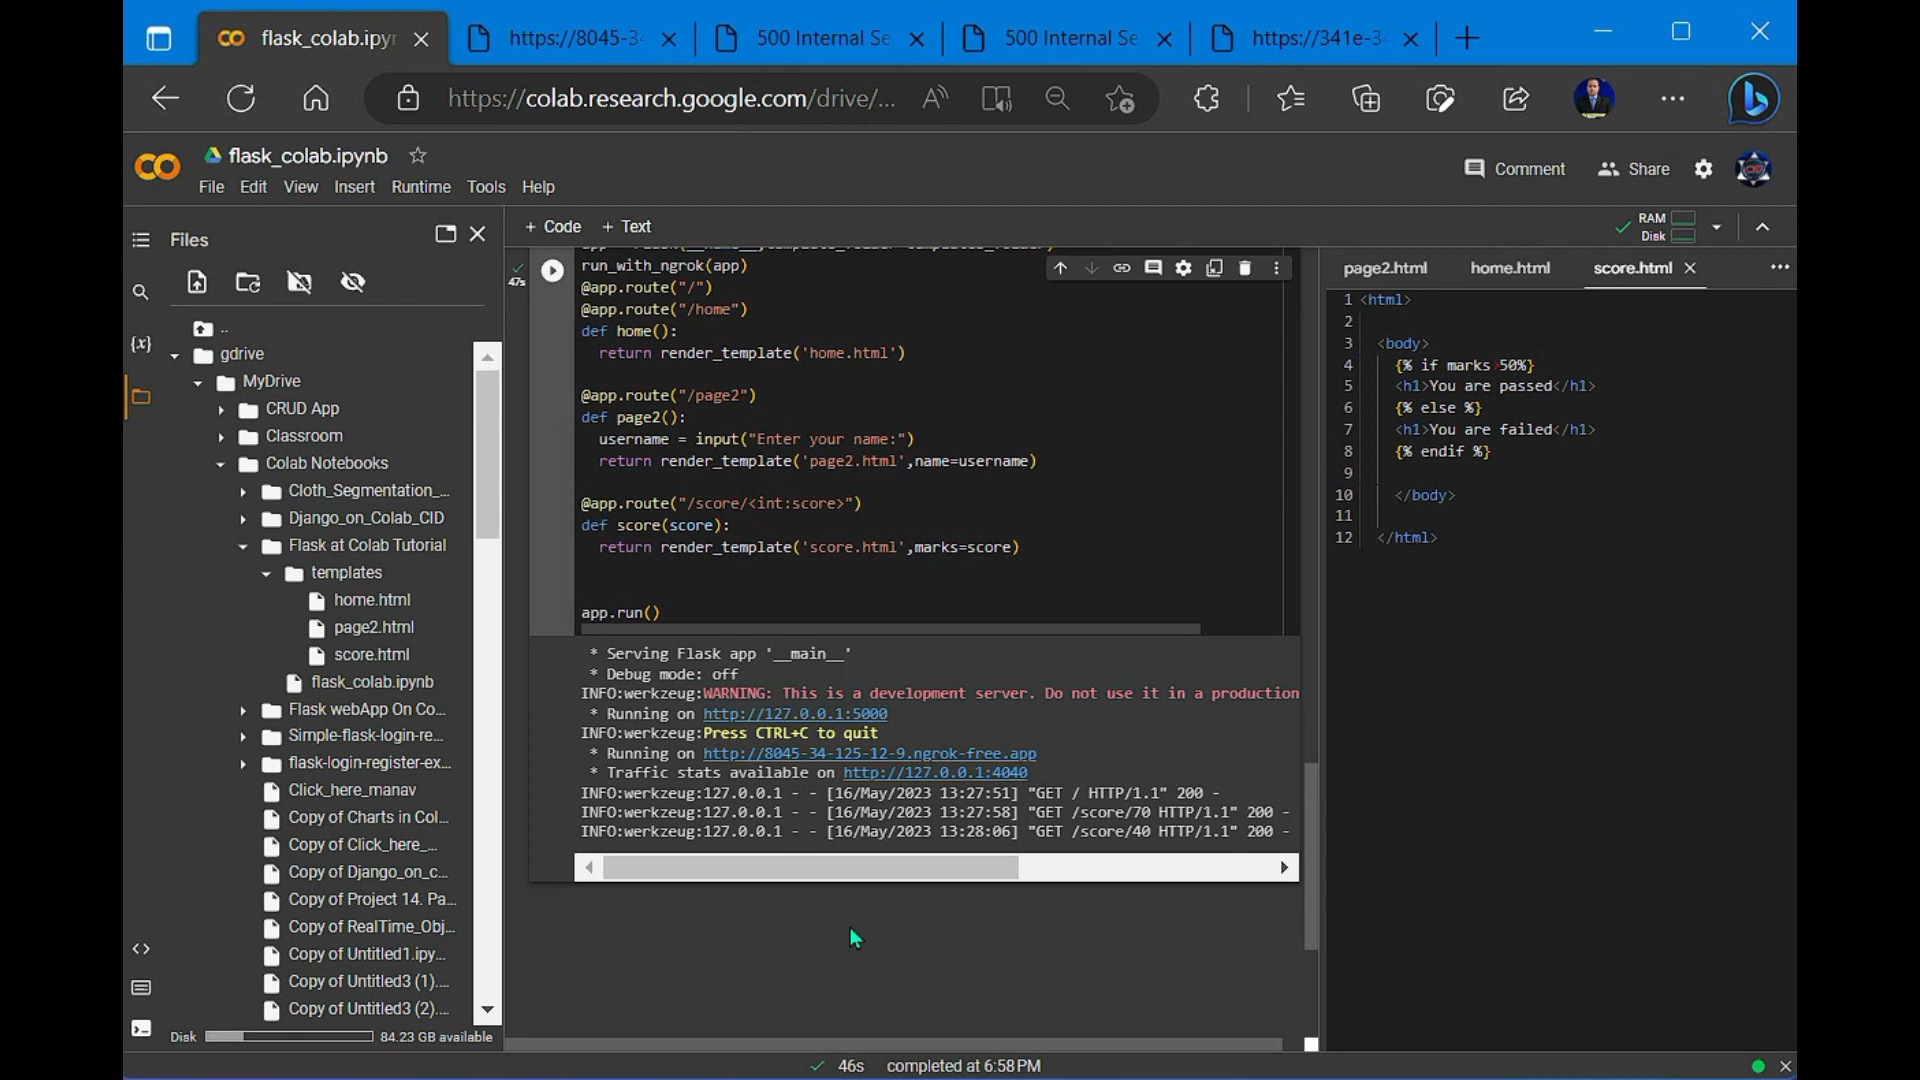 flask_colab.ipyr
https://8045-3
500 Internal Se
500 Internal Se
https://341e-3
https://colab.research.google.com/drive/...
flask_colab.ipynb
File Edit View Insert Runtime Tools Help
Comment
Share
Files
+ Code + Text
RAM
Disk
..
gdrive
MyDrive
CRUD App
Classroom
Colab Notebooks
Cloth_Segmentation_...
Django_on_Colab_CID
Flask at Colab Tutorial
templates
home.html
page2.html
score.html
flask_colab.ipynb
Flask webApp On Co...
Simple-flask-login-re...
flask-login-register-ex...
Click_here_manav
Copy of Charts in Col...
Copy of Click_here_...
Copy of Django_on_c...
Copy of Project 14. Pa...
Copy of RealTime_Obj...
Copy of Untitled1.ipy...
Copy of Untitled3 (1)....
Copy of Untitled3 (2)....
Disk 84.23 GB available
47s
run_with_ngrok(app)
@app.route("/")
@app.route("/home")
def home():
return render_template('home.html')
@app.route("/page2")
def page2():
username = input("Enter your name:")
return render_template('page2.html',name=username)
@app.route("/score/<int:score>")
def score(score):
return render_template('score.html',marks=score)
app.run()
* Serving Flask app '__main__'
* Debug mode: off
INFO:werkzeug:WARNING: This is a development server. Do not use it in a production
* Running on http://127.0.0.1:5000
INFO:werkzeug:Press CTRL+C to quit
* Running on http://8045-34-125-12-9.ngrok-free.app
* Traffic stats available on http://127.0.0.1:4040
INFO:werkzeug:127.0.0.1 - - [16/May/2023 13:27:51] "GET / HTTP/1.1" 200 -
INFO:werkzeug:127.0.0.1 - - [16/May/2023 13:27:58] "GET /score/70 HTTP/1.1" 200 -
INFO:werkzeug:127.0.0.1 - - [16/May/2023 13:28:06] "GET /score/40 HTTP/1.1" 200 -
page2.html home.html score.html
1 <html>
2
3 <body>
4 {% if marks>50%}
5 <h1>You are passed</h1>
6 {% else %}
7 <h1>You are failed</h1>
8 {% endif %}
9
10 </body>
11
12 </html>
46s completed at 6:58 PM